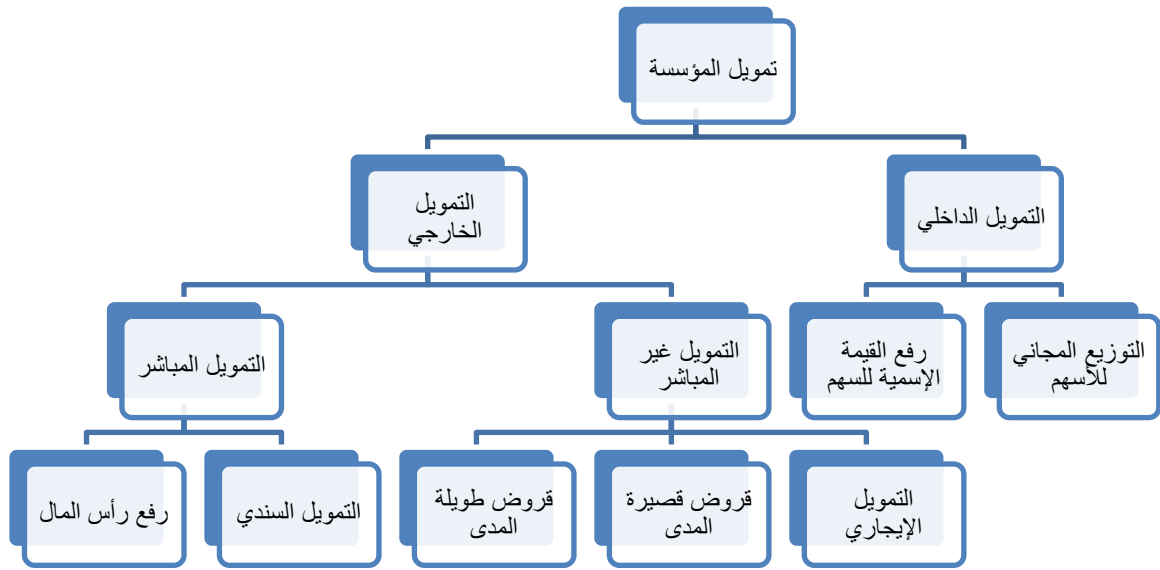 تمويل المؤسسة
التمويل الداخلي
التمويل
الخارجي
التوزيع المجاني
للأسهم
رفع القيمة
الإسمية للسهم
التمويل غير
المباشر
التمويل المباشر
التمويل
الإيجاري
قروض قصيرة
المدى
قروض طويلة
المدى
التمويل السندي
رفع رأس المال